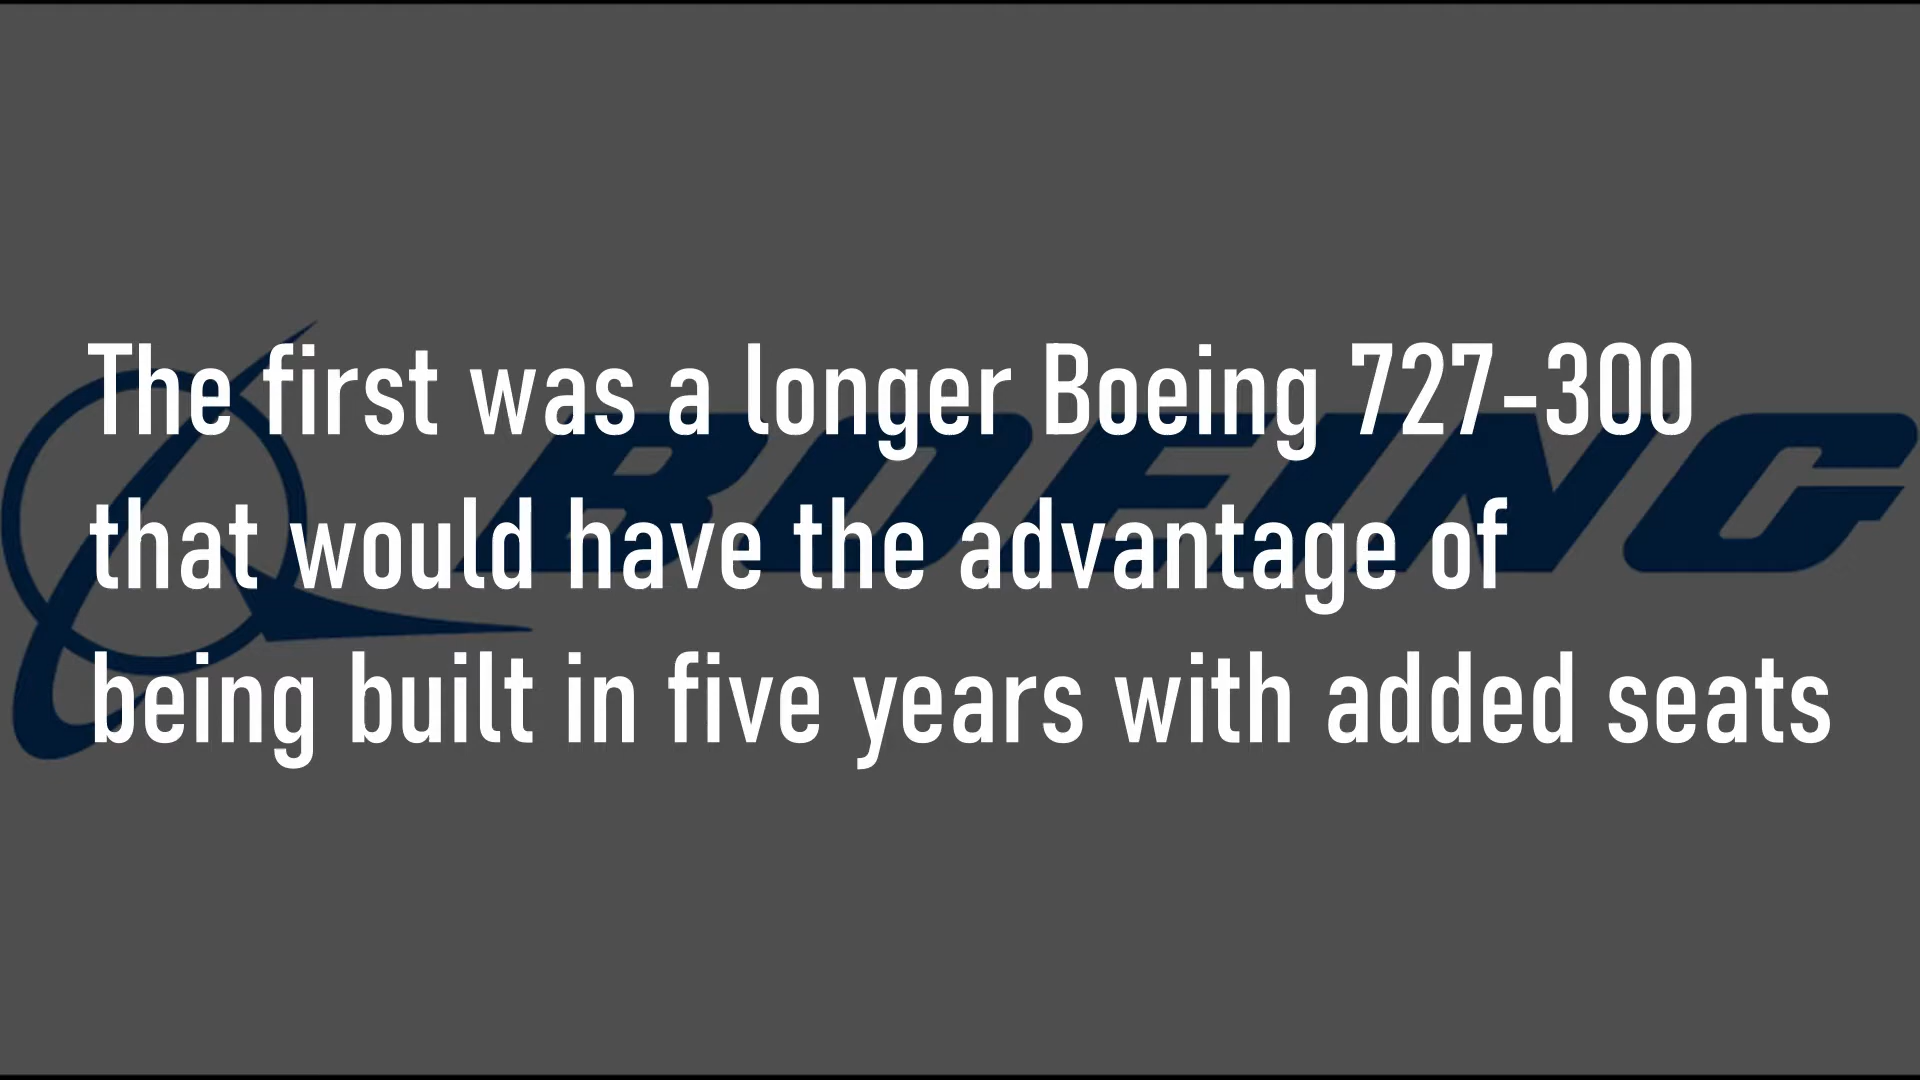 The first was a longer Boeing 727-300
that would have the advantage of
being built in five years with added seats
BOEING